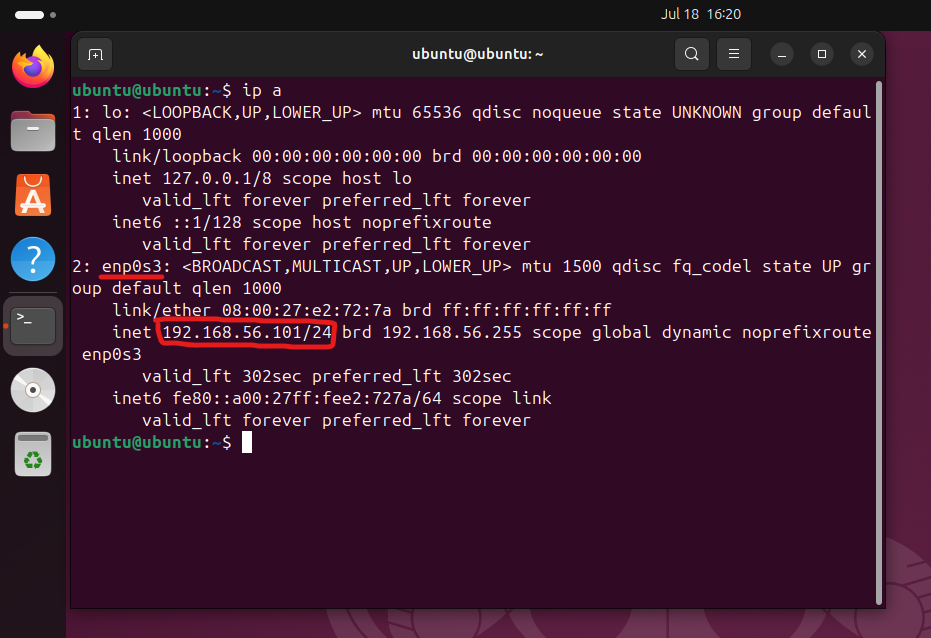 Jul 18 16:20
ubuntu@ubuntu: ~
ubuntu@ubuntu:~$ ip a
1: lo: <LOOPBACK,UP,LOWER_UP> mtu 65536 qdisc noqueue state UNKNOWN group defaul
t qlen 1000
    link/loopback 00:00:00:00:00:00 brd 00:00:00:00:00:00
    inet 127.0.0.1/8 scope host lo
       valid_lft forever preferred_lft forever
    inet6 ::1/128 scope host noprefixroute
       valid_lft forever preferred_lft forever
2: enp0s3: <BROADCAST,MULTICAST,UP,LOWER_UP> mtu 1500 qdisc fq_codel state UP gr
oup default qlen 1000
    link/ether 08:00:27:e2:72:7a brd ff:ff:ff:ff:ff:ff
    inet 192.168.56.101/24 brd 192.168.56.255 scope global dynamic noprefixroute
 enp0s3
       valid_lft 302sec preferred_lft 302sec
    inet6 fe80::a00:27ff:fee2:727a/64 scope link
       valid_lft forever preferred_lft forever
ubuntu@ubuntu:~$